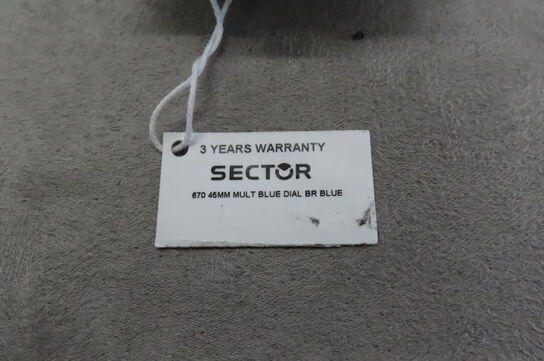 3 YEARS WARRANTY
SECTOR
670 45MM MULT BLUE DIAL BR BLUE